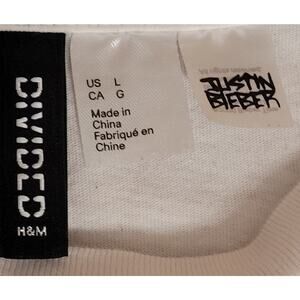 DIVIDED
H&M
US L
CA G
Made in
China
Fabriqué en
Chine
JUSTIN
BIEBER